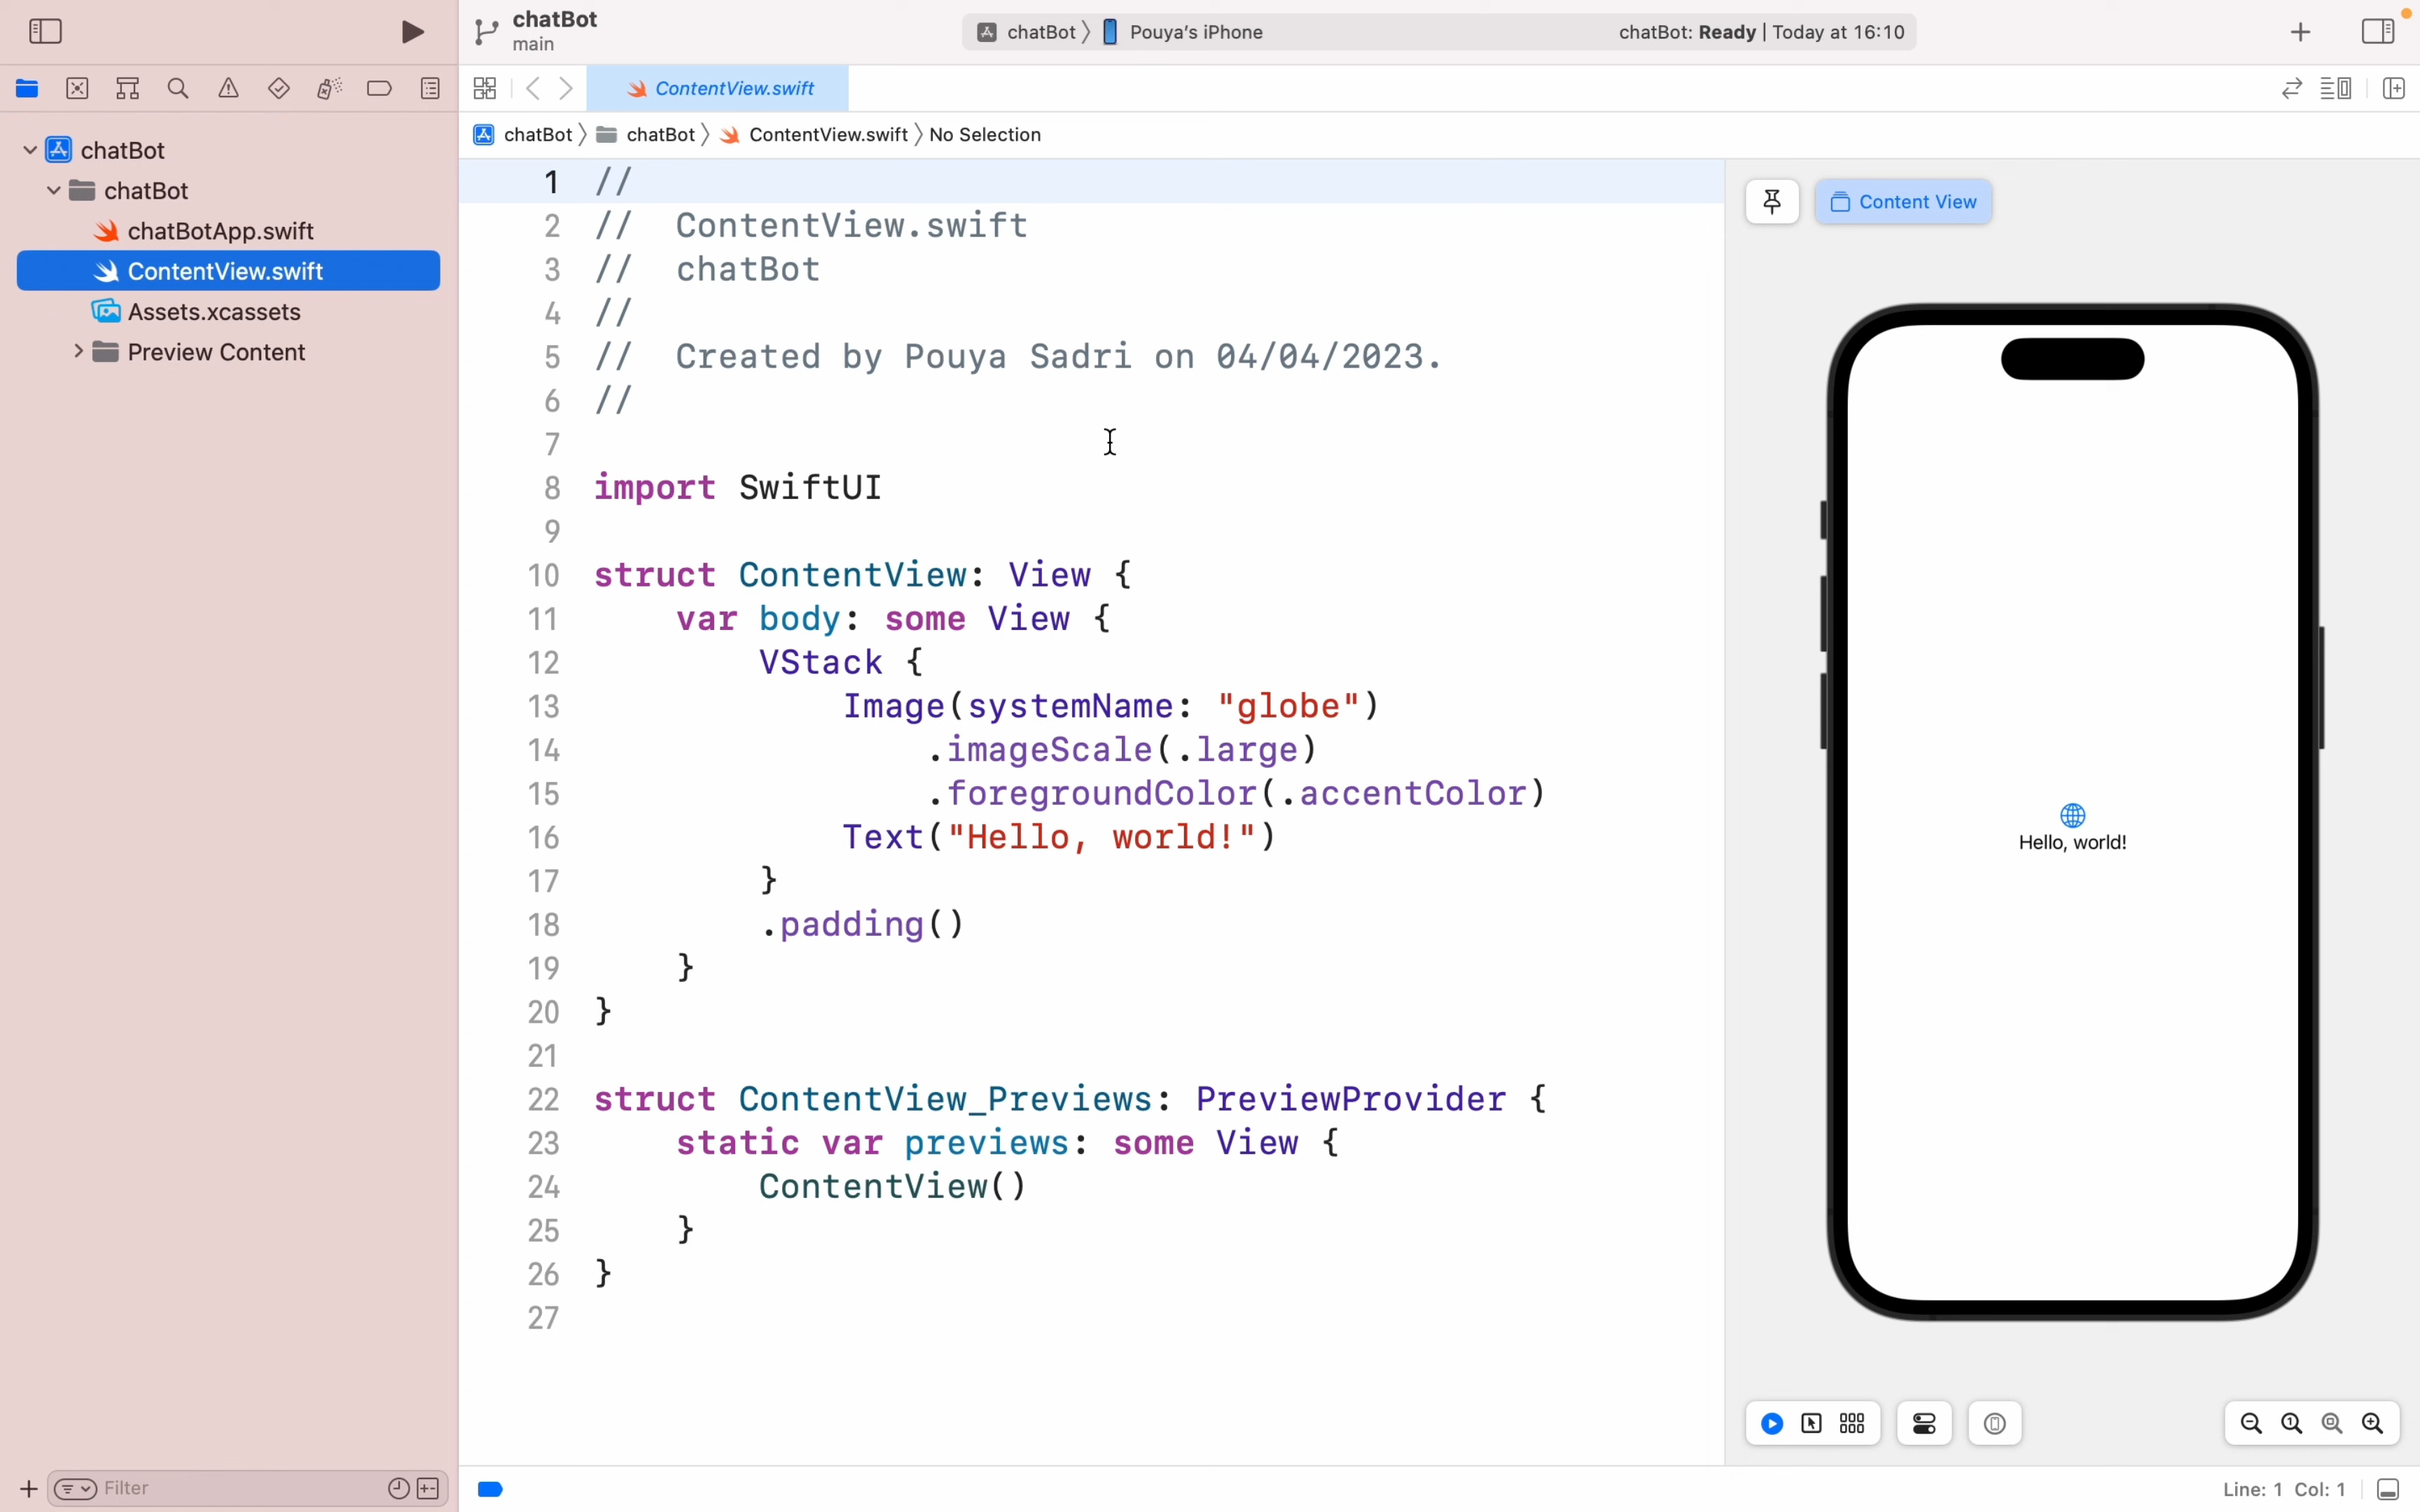 chatBot
main
chatBot 〉 Pouya’s iPhone
chatBot: Ready | Today at 16:10
ContentView.swift
chatBot 〉 chatBot 〉 ContentView.swift 〉 No Selection
chatBot
chatBot
chatBotApp.swift
ContentView.swift
Assets.xcassets
Preview Content
1 //
2 //  ContentView.swift
3 //  chatBot
4 //
5 //  Created by Pouya Sadri on 04/04/2023.
6 //
7
8 import SwiftUI
9
10 struct ContentView: View {
11     var body: some View {
12         VStack {
13             Image(systemName: "globe")
14                 .imageScale(.large)
15                 .foregroundColor(.accentColor)
16             Text("Hello, world!")
17         }
18         .padding()
19     }
20 }
21
22 struct ContentView_Previews: PreviewProvider {
23     static var previews: some View {
24         ContentView()
25     }
26 }
27
Content View
Hello, world!
Filter
Line: 1 Col: 1